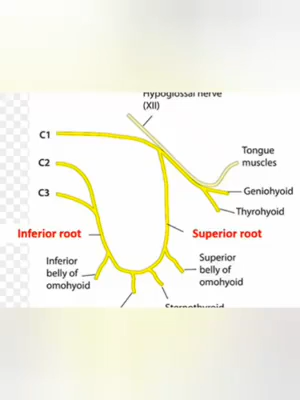 Hypoglossal nerve
(XII)
C1
Tongue
muscles
C2
C3
Geniohyoid
Thyrohyoid
Inferior root
Superior root
Inferior
belly of
omohyoid
Superior
belly of
omohyoid
Sternothyroid